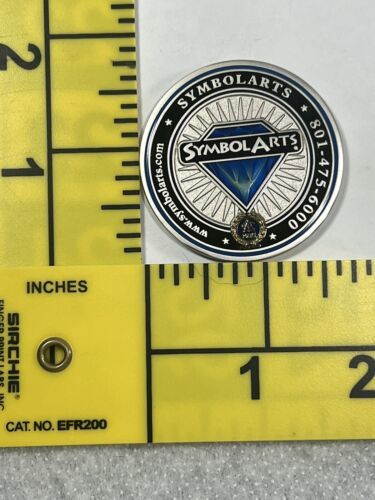 2
1
SYMBOLARTS
801-475-6000
www.symbolarts.com
SYMBOLARTS
INCHES
SIRCHIE®
FINGER PRINT LABS, INC.
CAT. NO. EFR200
1
2